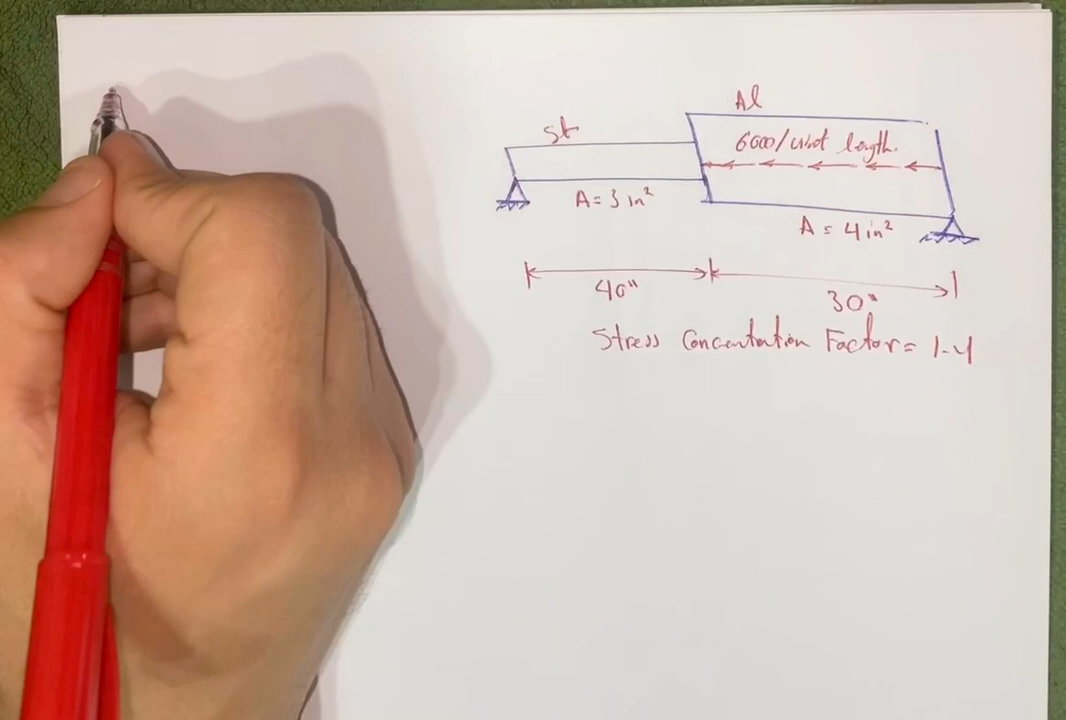 Al
St
6000/unit length.
A = 3 in²
A = 4 in²
40"
30"
Stress Concentration Factor = 1.4